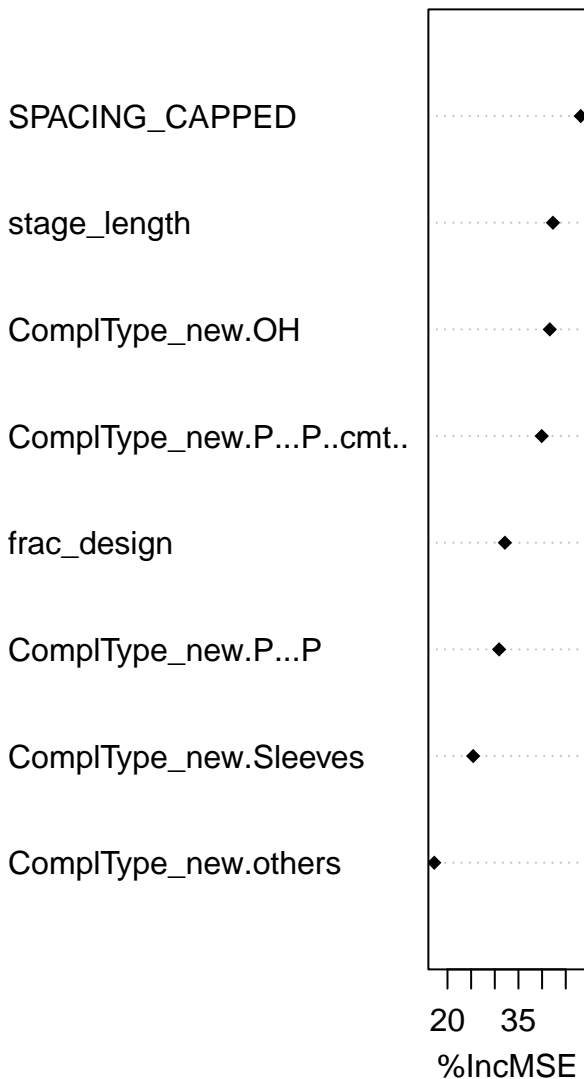 SPACING_CAPPED
stage_length
ComplType_new.OH
ComplType_new.P...P..cmt..
frac_design
ComplType_new.P...P
ComplType_new.Sleeves
ComplType_new.others
20 35
%IncMSE